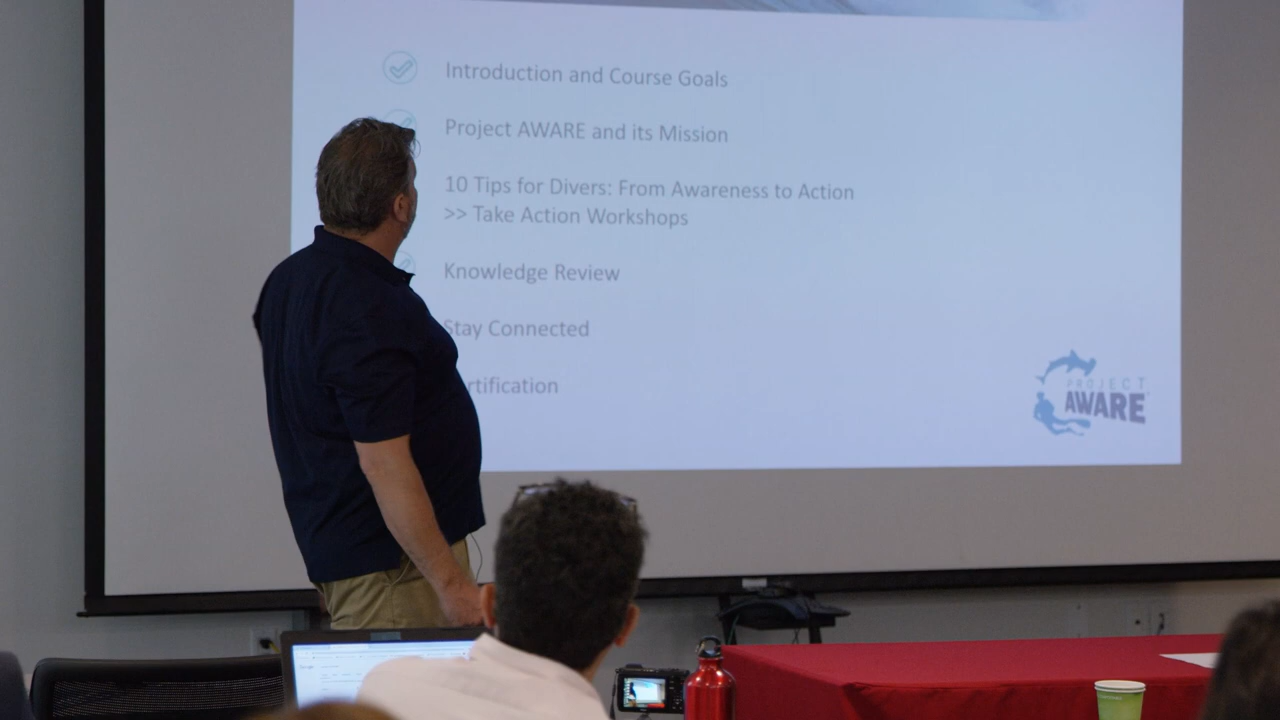 Introduction and Course Goals
Project AWARE and its Mission
10 Tips for Divers: From Awareness to Action
>> Take Action Workshops
Knowledge Review
Stay Connected
rtification
PROJECT
AWARE